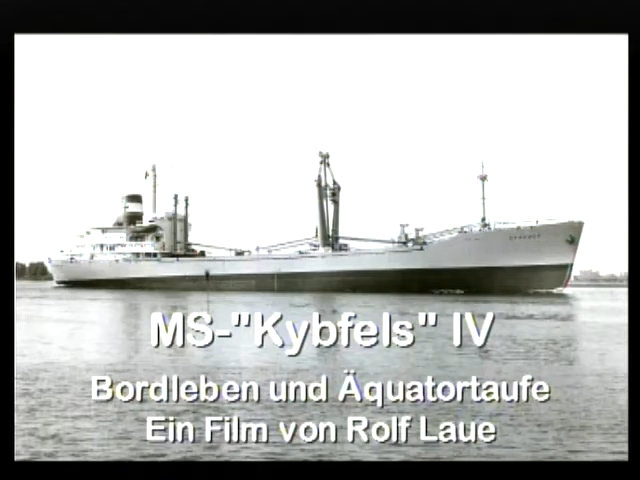 MS-"Kybfels" IV
Bordleben und Äquatortaufe
Ein Film von Rolf Laue